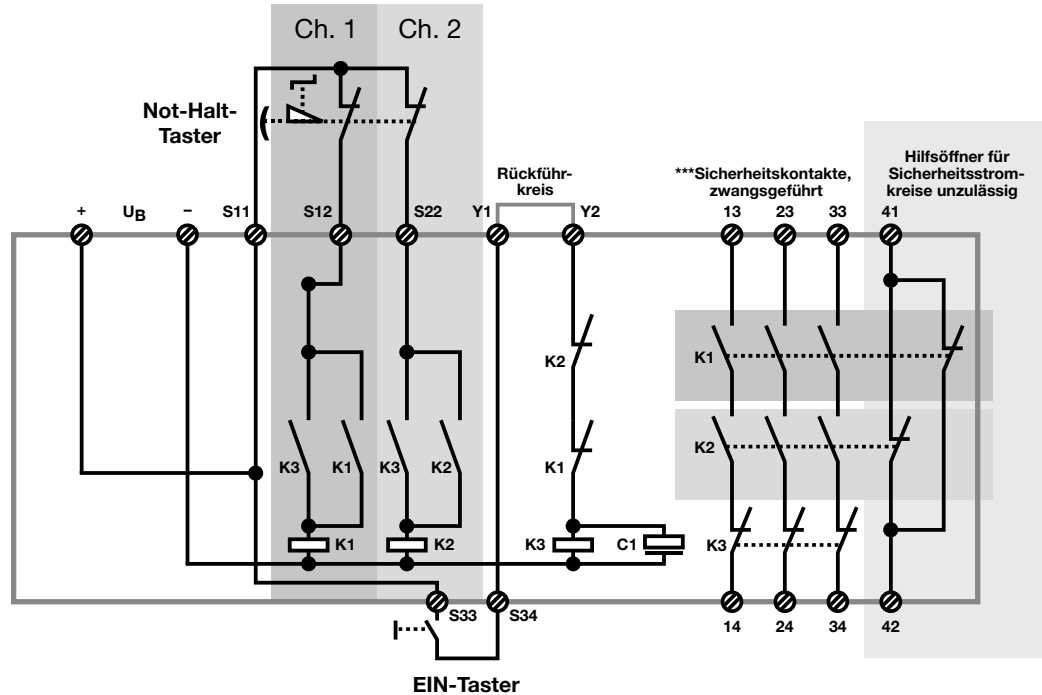 Ch. 1 Ch. 2
Not-Halt-
Taster
Rückführ-
kreis
***Sicherheitskontakte,
zwangsgeführt
Hilfsöffner für
Sicherheitsstrom-
kreise unzulässig
+ UB – S11 S12 S22 Y1 Y2 13 23 33 41
K2
K1
K3 K1 K3 K2 K1
K2
K1 K2 K3 C1 K3
S33 S34 14 24 34 42
EIN-Taster